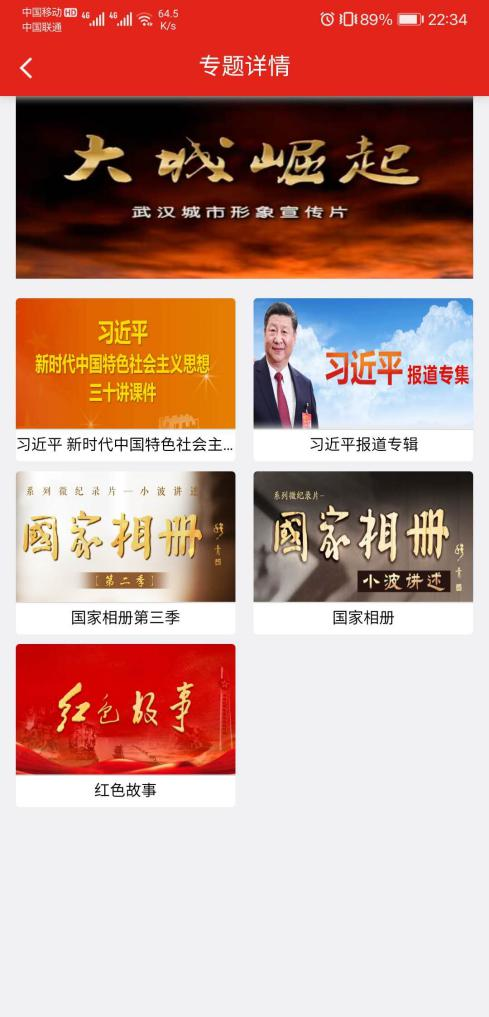 中国移动 HD 4G 4G 64.5 K/s 89% 22:34
中国联通
专题详情
大城崛起
武汉城市形象宣传片
习近平
新时代中国特色社会主义思想
三十讲课件
习近平 新时代中国特色社会主...
习近平 报道专集
习近平报道专辑
系列微纪录片—小波讲述
國家相册
[第二季]
国家相册第三季
系列微纪录片-
國家相册
小波讲述
国家相册
红色故事
红色故事